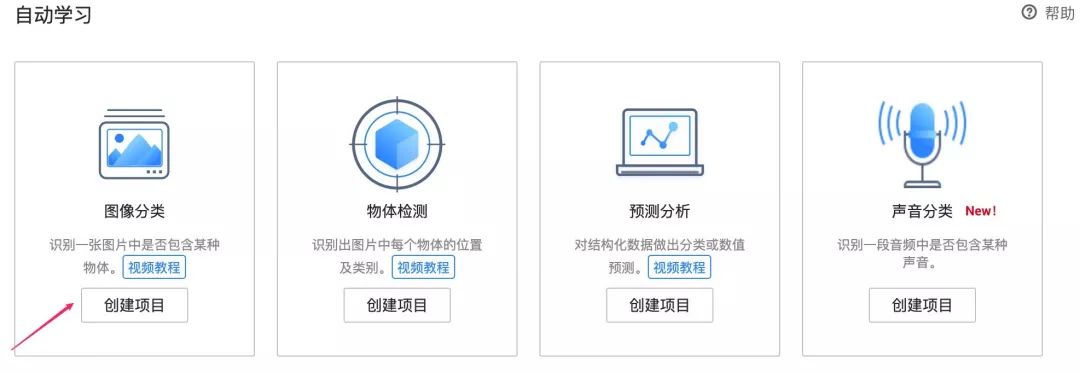 自动学习
帮助
图像分类
识别一张图片中是否包含某种
物体。 视频教程
创建项目
物体检测
识别出图片中每个物体的位置
及类别。 视频教程
创建项目
预测分析
对结构化数据做出分类或数值
预测。 视频教程
创建项目
声音分类 New!
识别一段音频中是否包含某种
声音。
创建项目